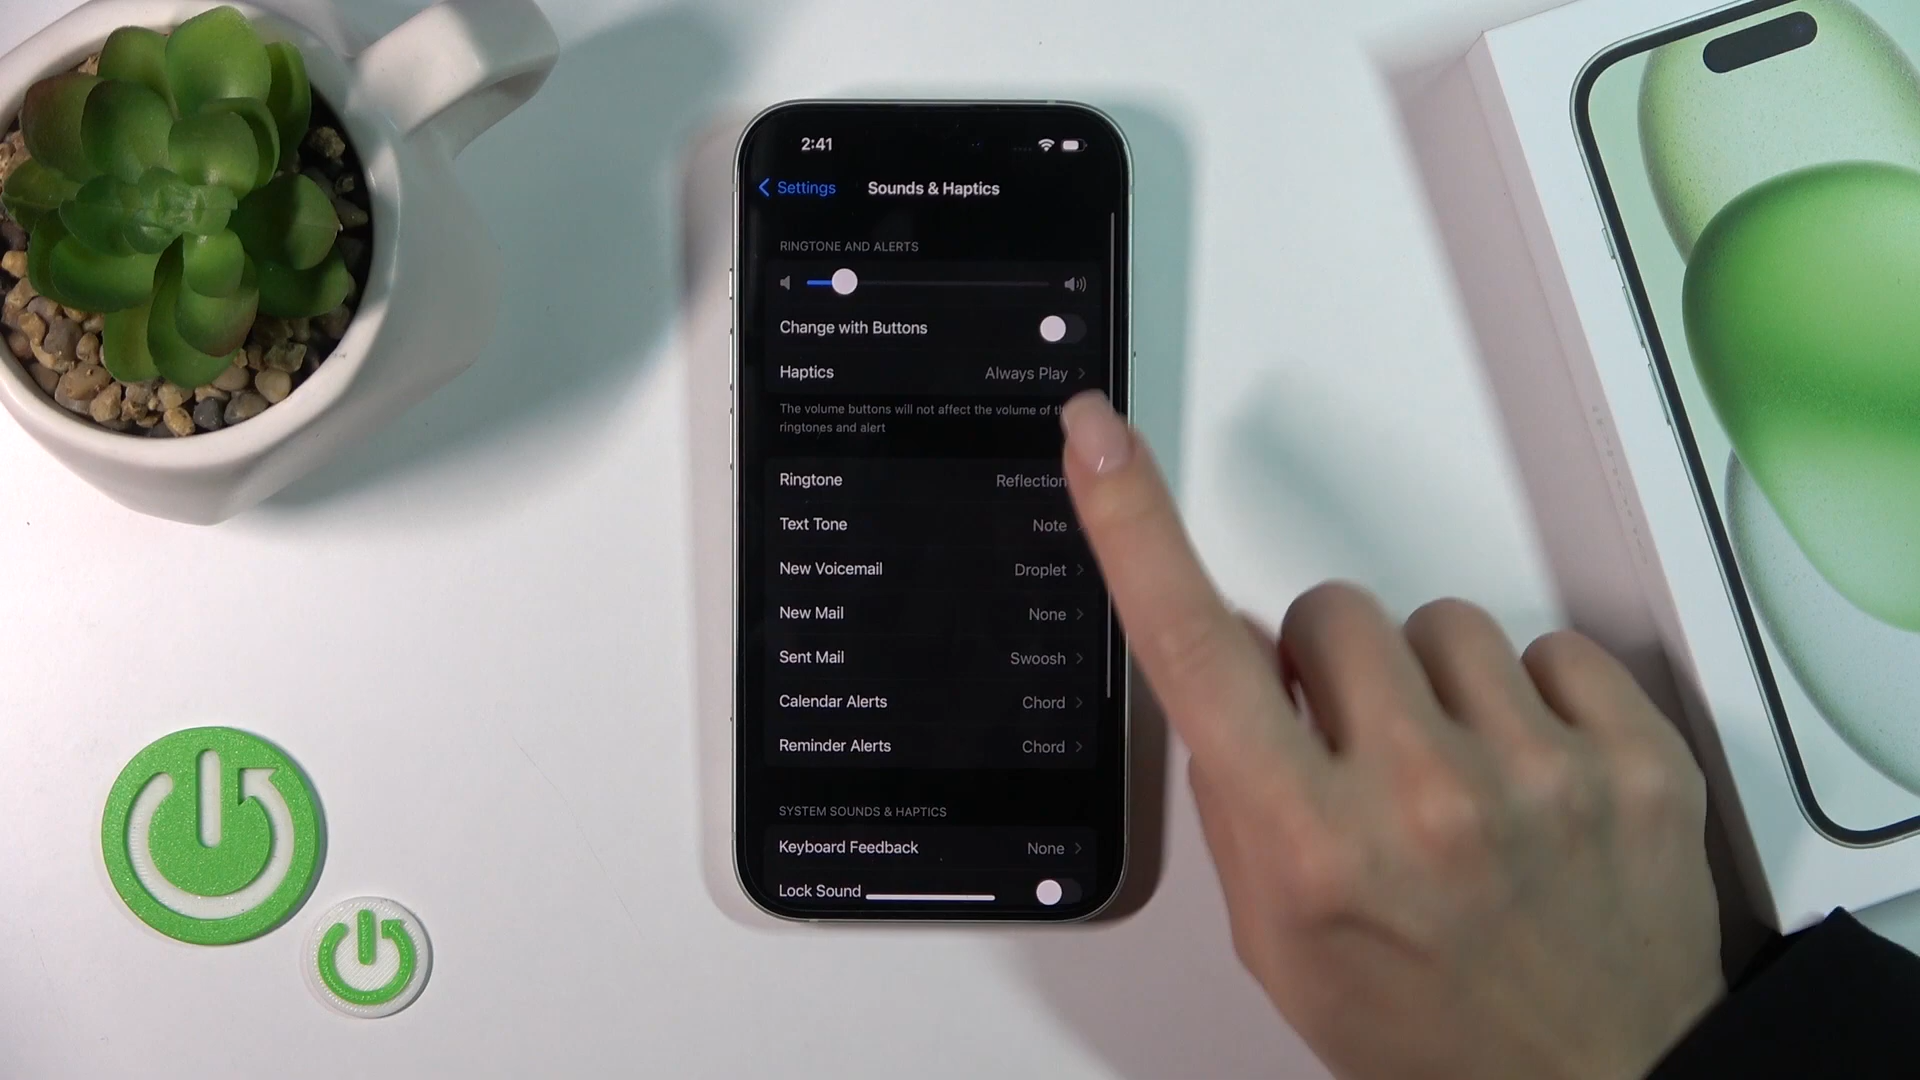 2:41
Settings
Sounds & Haptics
RINGTONE AND ALERTS
Change with Buttons
Haptics Always Play
The volume buttons will not affect the volume of
ringtones and alert
Ringtone Reflection
Text Tone Note
New Voicemail Droplet
New Mail None
Sent Mail Swoosh
Calendar Alerts Chord
Reminder Alerts Chord
SYSTEM SOUNDS & HAPTICS
Keyboard Feedback None
Lock Sound